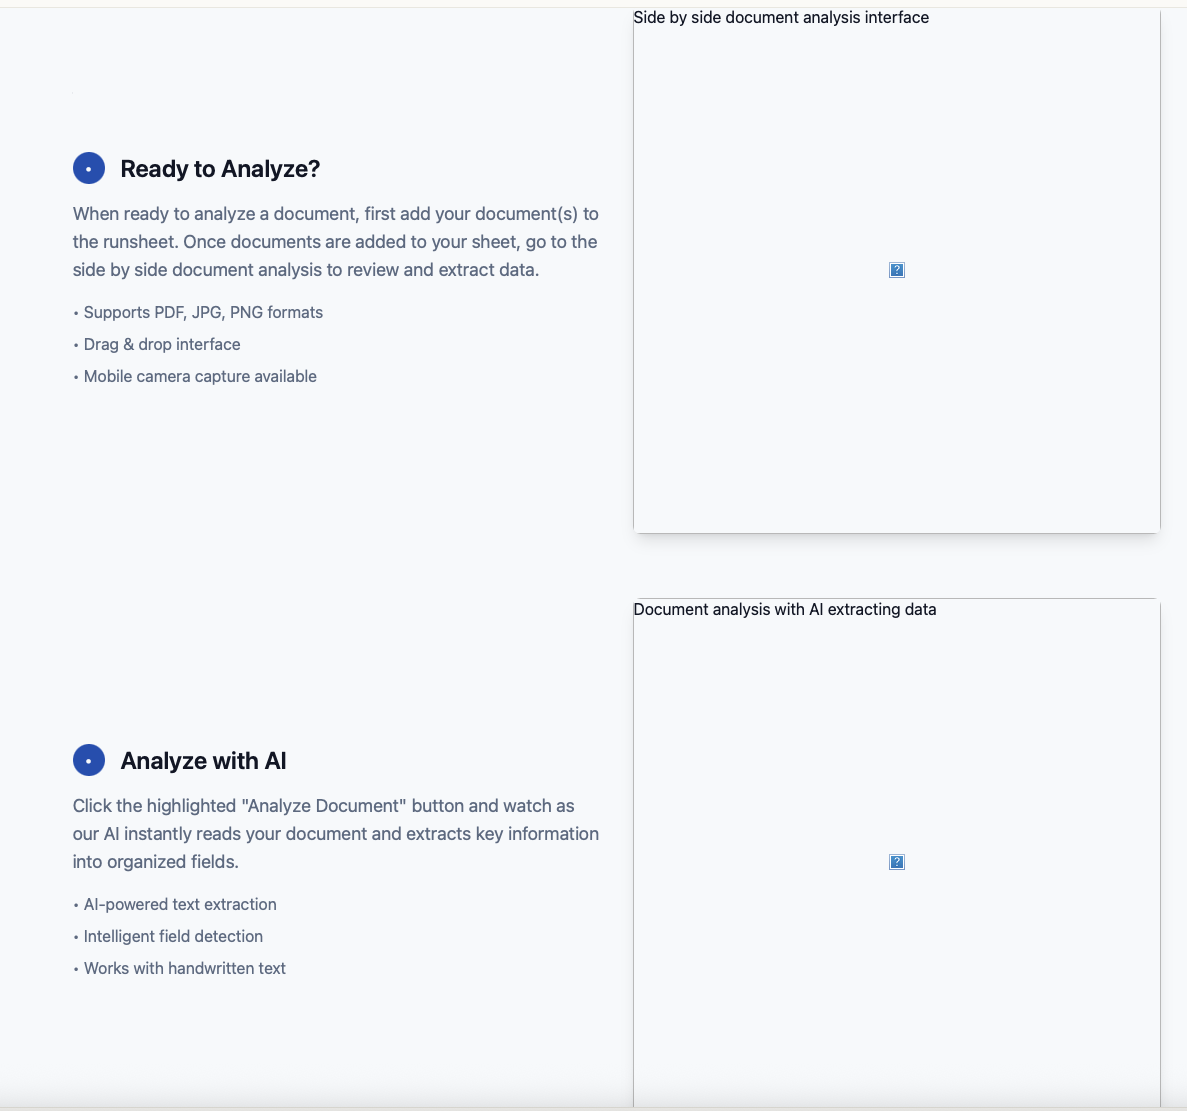 Side by side document analysis interface
Ready to Analyze?
When ready to analyze a document, first add your document(s) to
the runsheet. Once documents are added to your sheet, go to the
side by side document analysis to review and extract data.
• Supports PDF, JPG, PNG formats
• Drag & drop interface
• Mobile camera capture available
Document analysis with AI extracting data
Analyze with AI
Click the highlighted "Analyze Document" button and watch as
our AI instantly reads your document and extracts key information
into organized fields.
• AI-powered text extraction
• Intelligent field detection
• Works with handwritten text